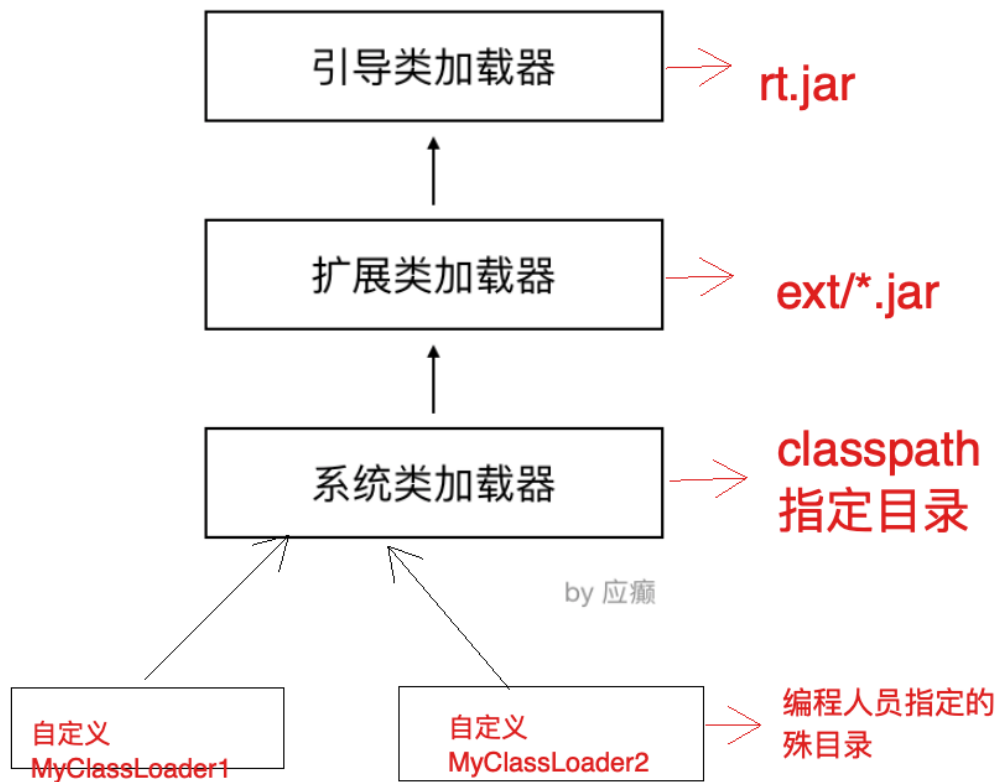 引导类加载器
rt.jar
扩展类加载器
ext/*.jar
系统类加载器
classpath
指定目录
by 应癫
自定义
MyClassLoader1
自定义
MyClassLoader2
编程人员指定的
殊目录